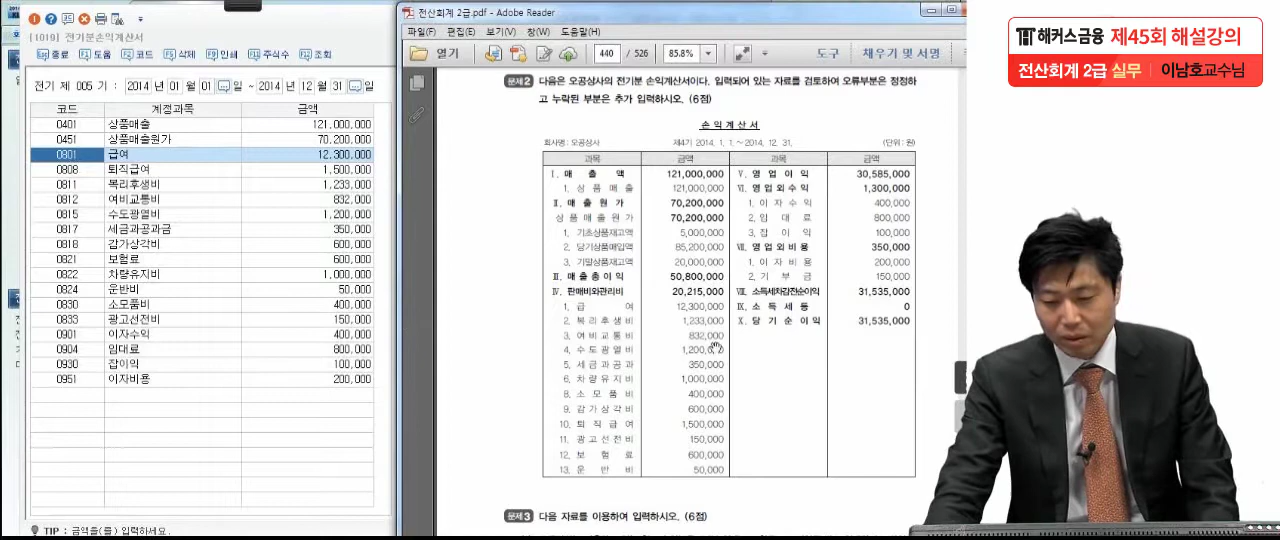 [1019] 전기분손익계산서
종료 도움 코드 삭제 인쇄 주식수 조회
전기 제 005 기 : 2014 년 01 월 01 일 ~ 2014 년 12 월 31 일
코드 계정과목 금액
0401 상품매출 121,000,000
0451 상품매출원가 70,200,000
0801 급여 12,300,000
0808 퇴직급여 1,500,000
0811 복리후생비 1,233,000
0812 여비교통비 832,000
0815 수도광열비 1,200,000
0817 세금과공과금 350,000
0818 감가상각비 600,000
0821 보험료 600,000
0822 차량유지비 1,000,000
0824 운반비 50,000
0830 소모품비 400,000
0833 광고선전비 150,000
0901 이자수익 400,000
0904 임대료 800,000
0930 잡이익 100,000
0951 이자비용 200,000
TIP : 금액을(를) 입력하세요.
전산회계 2급.pdf - Adobe Reader
파일(F) 편집(E) 보기(V) 창(W) 도움말(H)
열기 440 / 526 85.8% 도구 채우기 및 서명
문제2 다음은 오공상사의 전기분 손익계산서이다. 입력되어 있는 자료를 검토하여 오류부분은 정정하
고 누락된 부분은 추가 입력하시오. (6점)
손익계산서
회사명 : 오공상사 제4기 2014. 1. 1. ~ 2014. 12. 31. (단위 : 원)
과목 금액 과목 금액
Ⅰ. 매출액 121,000,000 Ⅴ. 영업이익 30,585,000
1. 상품매출 121,000,000 Ⅵ. 영업외수익 1,300,000
Ⅱ. 매출원가 70,200,000 1. 이자수익 400,000
상품매출원가 70,200,000 2. 임대료 800,000
1. 기초상품재고액 5,000,000 3. 잡이익 100,000
2. 당기상품매입액 85,200,000 Ⅶ. 영업외비용 350,000
3. 기말상품재고액 20,000,000 1. 이자비용 200,000
Ⅲ. 매출총이익 50,800,000 2. 기부금 150,000
Ⅳ. 판매비와관리비 20,215,000 Ⅷ. 소득세차감전순이익 31,535,000
1. 급여 12,300,000 Ⅸ. 소득세등 0
2. 복리후생비 1,233,000 Ⅹ. 당기순이익 31,535,000
3. 여비교통비 832,000
4. 수도광열비
5. 세금과공과 350,000
6. 차량유지비 1,000,000
8. 소모품비 400,000
9. 감가상각비 600,000
10. 퇴직급여 1,500,000
11. 광고선전비 150,000
12. 보험료 600,000
13. 운반비 50,000
문제3 다음 자료를 이용하여 입력하시오. (6점)
해커스금융 제45회 해설강의
전산회계 2급 실무 이남호교수님